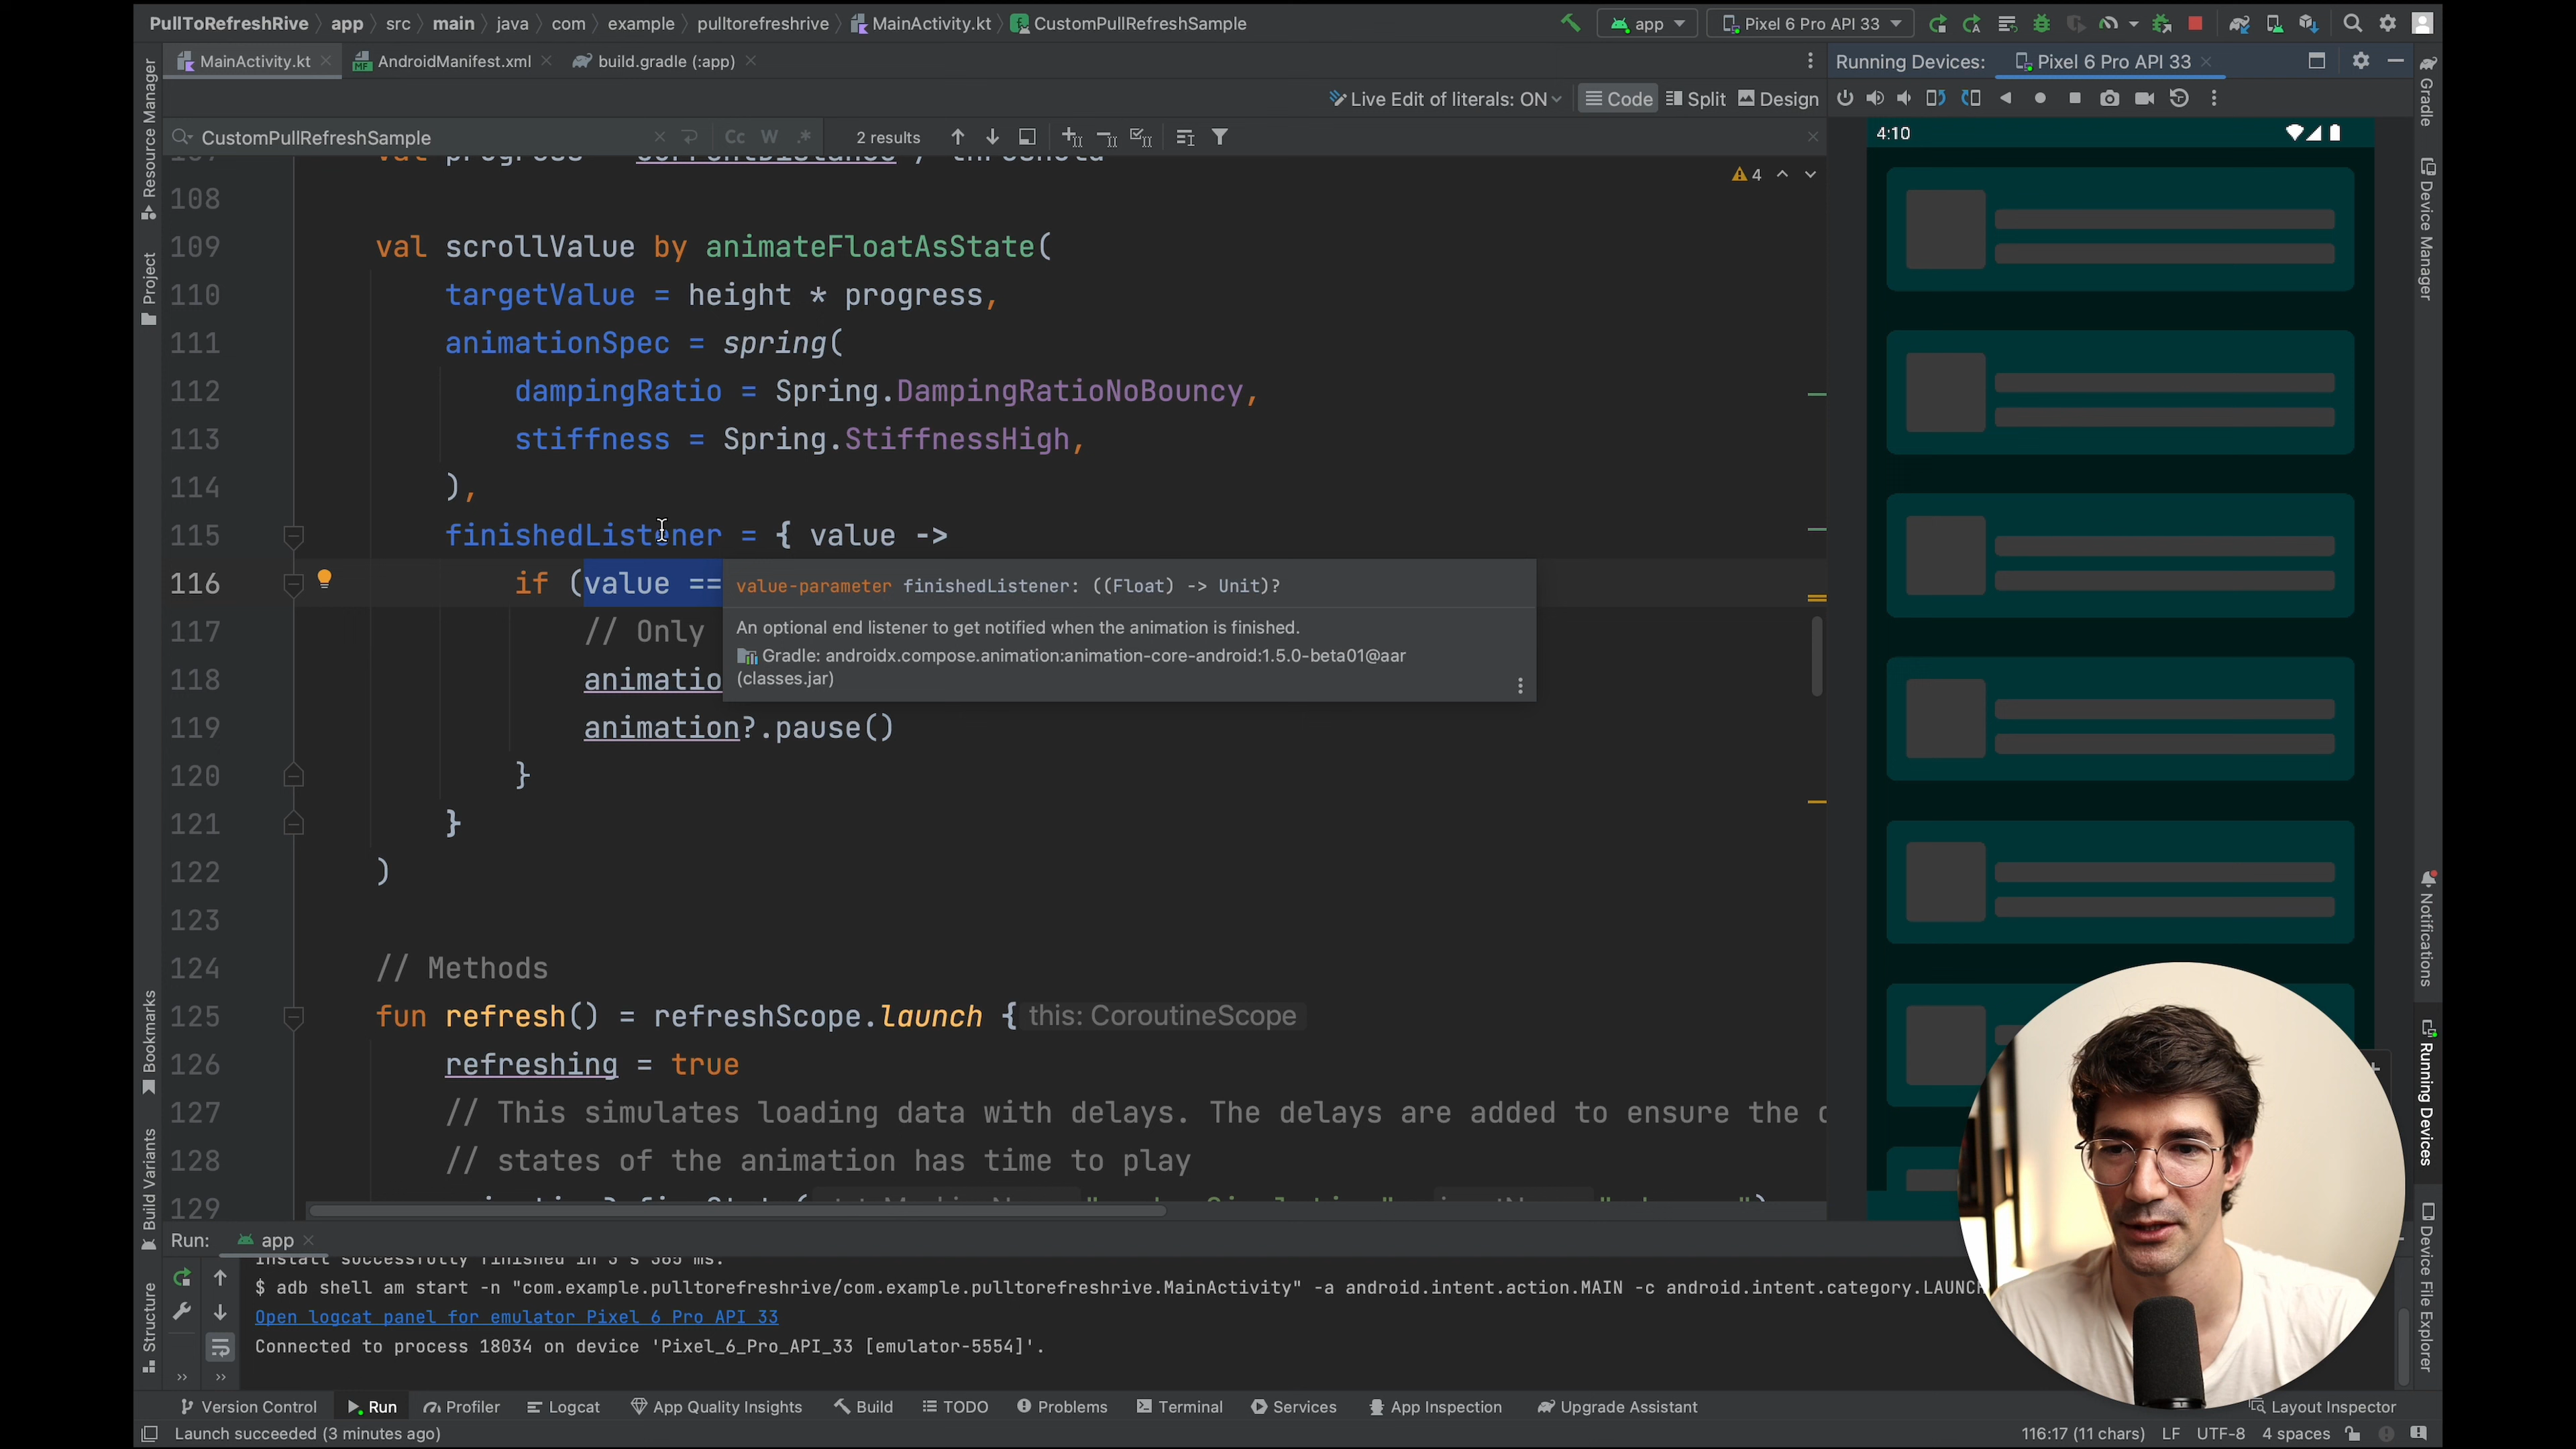 PullToRefreshRive app src main java com example pulltorefreshrive MainActivity.kt CustomPullRefreshSample
app Pixel 6 Pro API 33
MainActivity.kt AndroidManifest.xml build.gradle (:app)
Running Devices: Pixel 6 Pro API 33
Live Edit of literals: ON Code Split Design
CustomPullRefreshSample Cc W .* 2 results
4:10
4
108
109 val scrollValue by animateFloatAsState(
110 targetValue = height * progress,
111 animationSpec = spring(
112 dampingRatio = Spring.DampingRatioNoBouncy,
113 stiffness = Spring.StiffnessHigh,
114 ),
115 finishedListener = { value ->
116 if (value ==
117 // Only
118 animatio
119 animation?.pause()
120 }
121 }
122 )
123
124 // Methods
125 fun refresh() = refreshScope.launch { this: CoroutineScope
126 refreshing = true
127 // This simulates loading data with delays. The delays are added to ensure the
128 // states of the animation has time to play
129
value-parameter finishedListener: ((Float) -> Unit)?
An optional end listener to get notified when the animation is finished.
Gradle: androidx.compose.animation:animation-core-android:1.5.0-beta01@aar
(classes.jar)
Resource Manager
Project
Bookmarks
Build Variants
Structure
Gradle
Device Manager
Notifications
Running Devices
Device File Explorer
Run: app
Install successfully finished in 3 s 365 ms.
$ adb shell am start -n "com.example.pulltorefreshrive/com.example.pulltorefreshrive.MainActivity" -a android.intent.action.MAIN -c android.intent.category.LAUNC
Open logcat panel for emulator Pixel 6 Pro API 33
Connected to process 18034 on device 'Pixel_6_Pro_API_33 [emulator-5554]'.
Version Control Run Profiler Logcat App Quality Insights Build TODO Problems Terminal Services App Inspection Upgrade Assistant Layout Inspector
Launch succeeded (3 minutes ago) 116:17 (11 chars) LF UTF-8 4 spaces